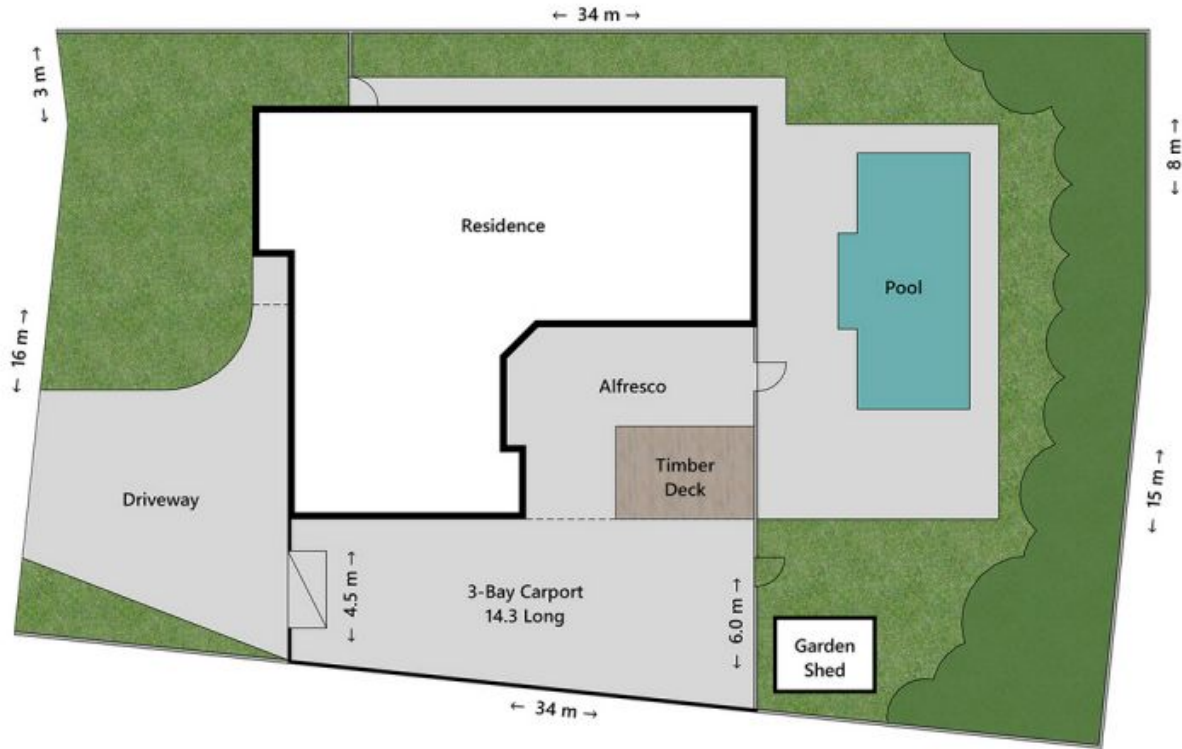 ← 34 m →
← 3 m →
← 8 m →
Residence
Pool
← 16 m →
Alfresco
Timber
Deck
Driveway
← 15 m →
← 4.5 m →
3-Bay Carport
14.3 Long
← 6.0 m →
Garden
Shed
← 34 m →